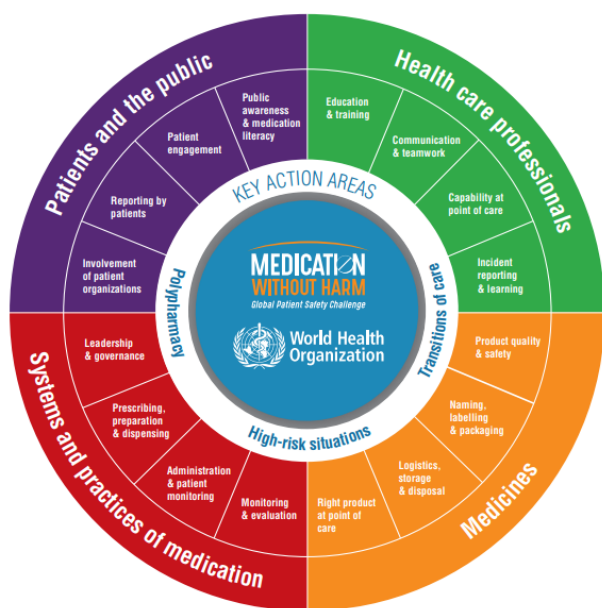 Patients and the public
Public
awareness
& medication
literacy
Patient
engagement
Reporting by
patients
Involvement
of patient
organizations
Health care professionals
Education
& training
Communication
& teamwork
Capability at
point of care
Incident
reporting
& learning
KEY ACTION AREAS
Polypharmacy
Transitions of care
High-risk situations
MEDICATION
WITHOUT HARM
Global Patient Safety Challenge
World Health
Organization
Systems and practices of medication
Leadership
& governance
Prescribing,
preparation
& dispensing
Administration
& patient
monitoring
Monitoring
& evaluation
Medicines
Product quality
& safety
Naming,
labelling
& packaging
Logistics,
storage
& disposal
Right product
at point of
care